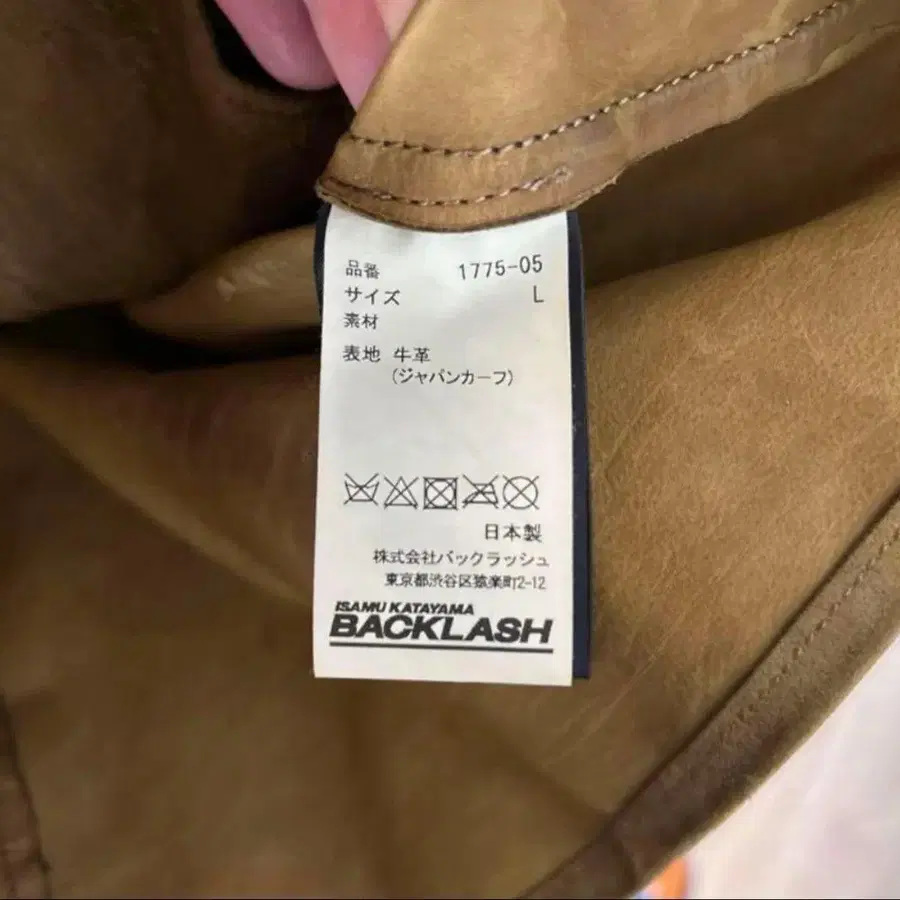 品番 1775-05
サイズ L
素材
表地 牛革
(ジャパンカーフ)
日本製
株式会社バックラッシュ
東京都渋谷区猿楽町2-12
ISAMU KATAYAMA
BACKLASH